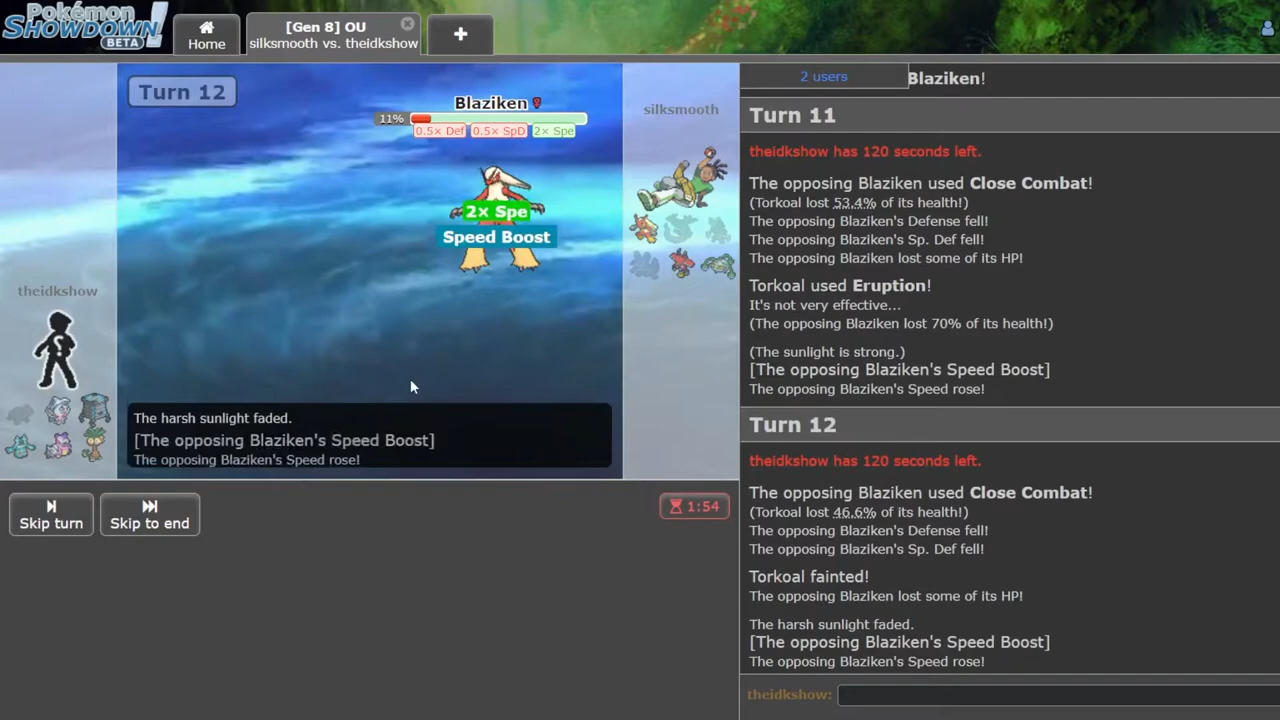 Pokémon
SHOWDOWN!
BETA
Home
[Gen 8] OU
silksmooth vs. theidkshow
+
Turn 12
Blaziken
11%
0.5× Def 0.5× SpD 2× Spe
2× Spe
Speed Boost
silksmooth
theidkshow
The harsh sunlight faded.
[The opposing Blaziken's Speed Boost]
The opposing Blaziken's Speed rose!
Skip turn
Skip to end
1:54
2 users
Blaziken!
Turn 11
theidkshow has 120 seconds left.
The opposing Blaziken used Close Combat!
(Torkoal lost 53.4% of its health!)
The opposing Blaziken's Defense fell!
The opposing Blaziken's Sp. Def fell!
The opposing Blaziken lost some of its HP!
Torkoal used Eruption!
It's not very effective...
(The opposing Blaziken lost 70% of its health!)
(The sunlight is strong.)
[The opposing Blaziken's Speed Boost]
The opposing Blaziken's Speed rose!
Turn 12
theidkshow has 120 seconds left.
The opposing Blaziken used Close Combat!
(Torkoal lost 46.6% of its health!)
The opposing Blaziken's Defense fell!
The opposing Blaziken's Sp. Def fell!
Torkoal fainted!
The opposing Blaziken lost some of its HP!
The harsh sunlight faded.
[The opposing Blaziken's Speed Boost]
The opposing Blaziken's Speed rose!
theidkshow: